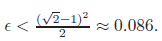 ϵ < (√2−1)²/2 ≈ 0.086.